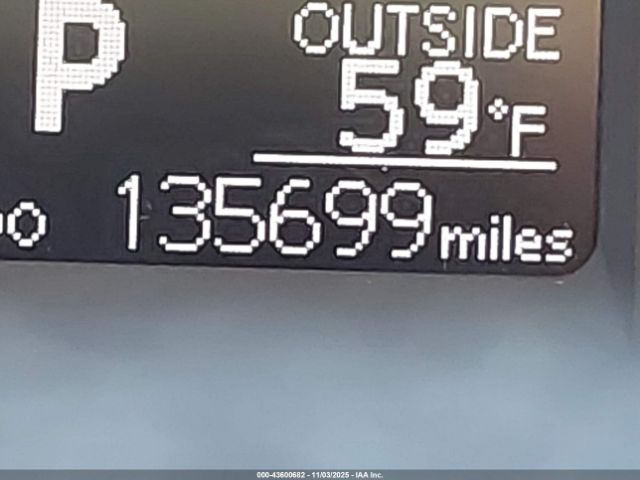 P
OUTSIDE
59°F
135699 miles
000-43600682 - 11/03/2025 - IAA Inc.